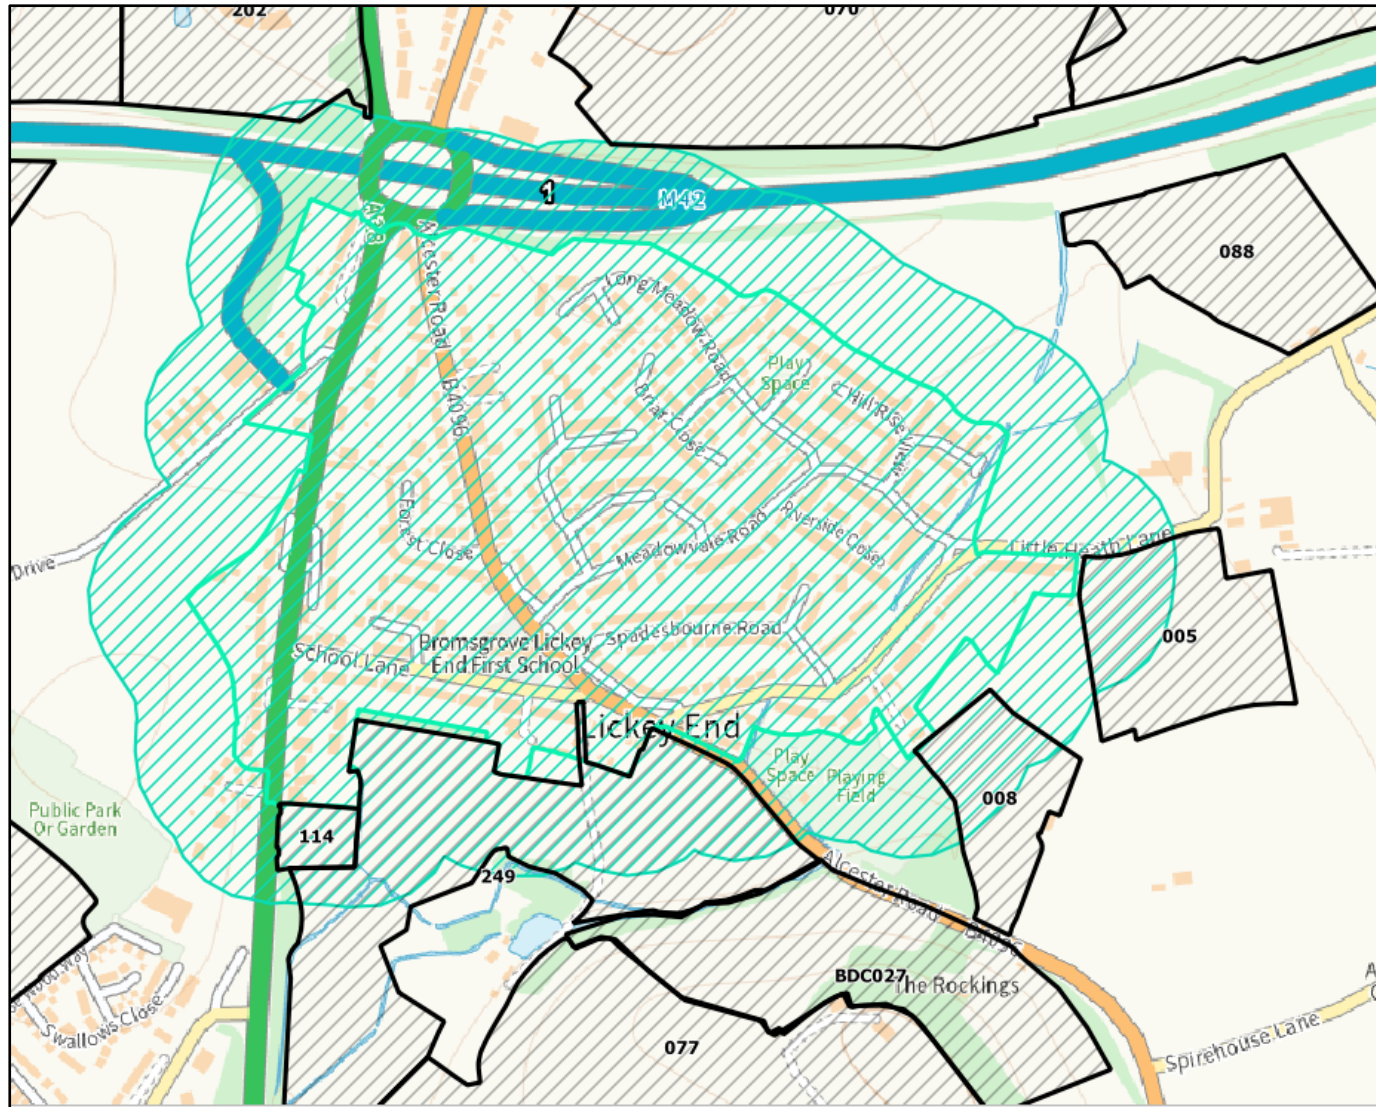 202
070
1
M42
A38
Alcester Road
088
Long Meadow Road
Play
Space
Hill Rise View
Briar Close
B4096
Forest Close
Riverside Close
Meadowvale Road
Little Heath Lane
Drive
Bromsgrove Lickey
End First School
Spadesbourne Road
School Lane
005
Lickey End
Play
Space
Playing
Field
008
Public Park
Or Garden
114
249
Alcester Road
B4096
BDC027
The Rockings
Swallows Close
077
Spirehouse Lane